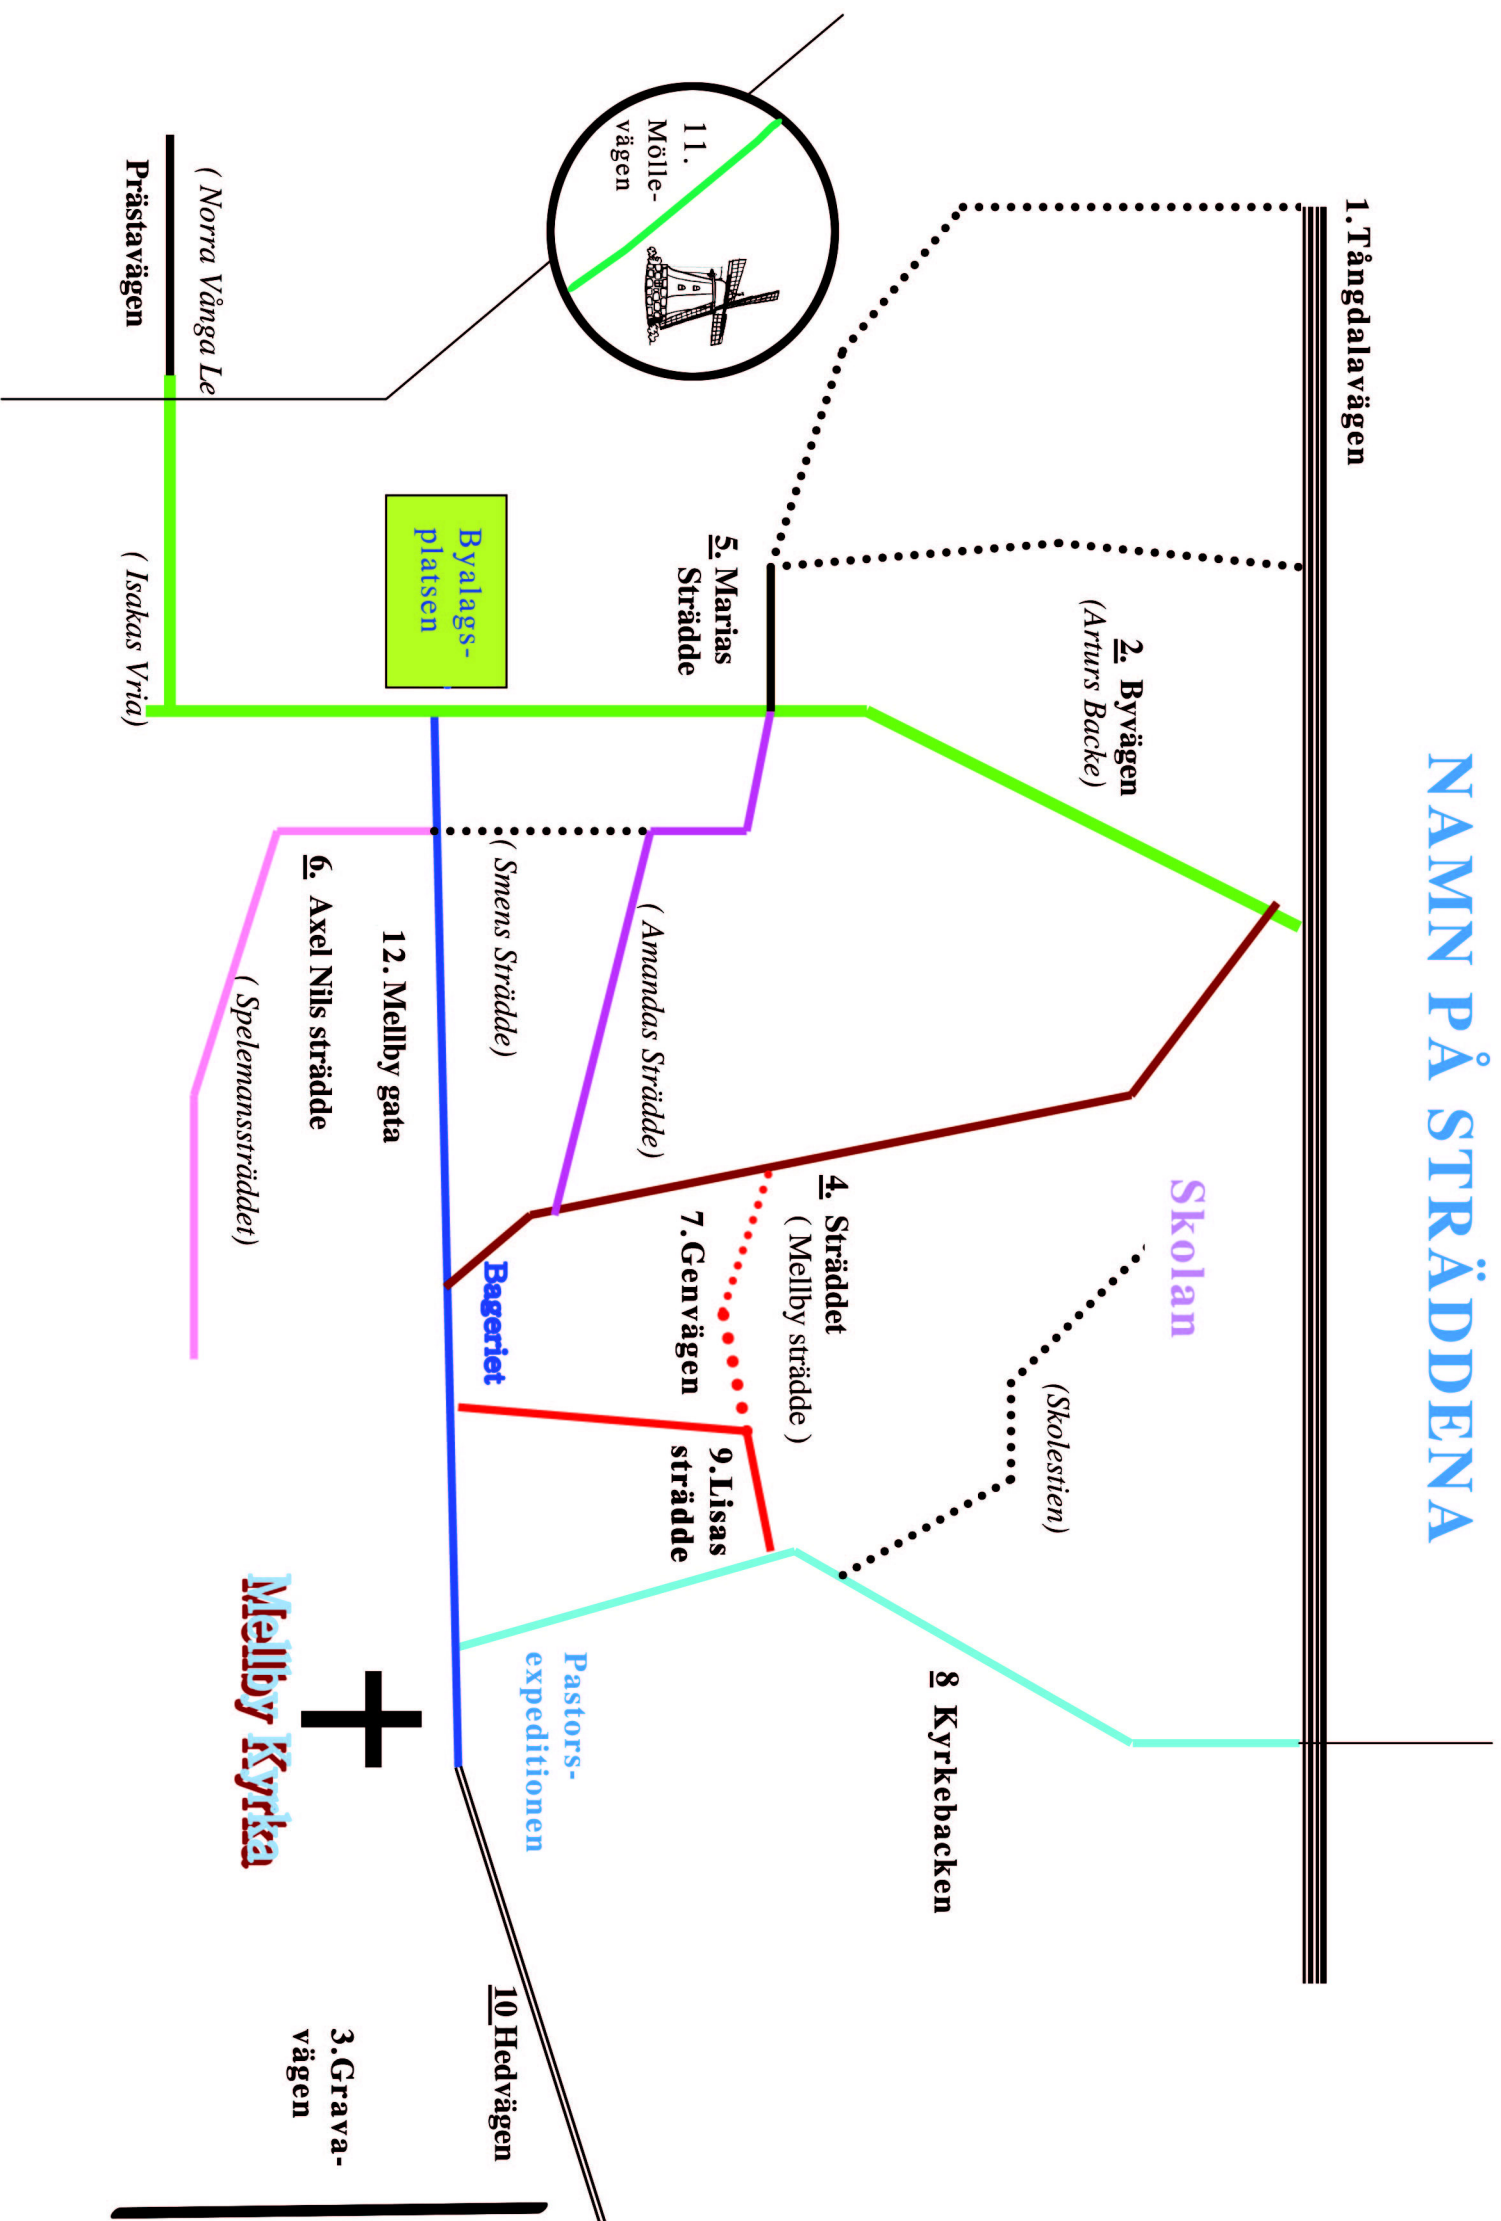 NAMN PÅ STRÄDDENA
1. Tångdalavägen
2. Byvägen
(Arturs Backe)
Skolan
(Skolestien)
8 Kyrkebacken
4. Sträddet
( Mellby strädde )
5. Marias
Strädde
7. Genvägen
9. Lisas
strädde
11.
Mölle-
vägen
( Amandas Strädde)
Pastors-
expeditionen
( Smens Strädde)
Bageriet
Byalags-
platsen
12. Mellby gata
10 Hedvägen
6. Axel Nils strädde
( Spelemanssträddet)
Mellby Kyrka
3. Grava-
vägen
( Norra Vånga Le
Prästavägen
( Isakas Vria)